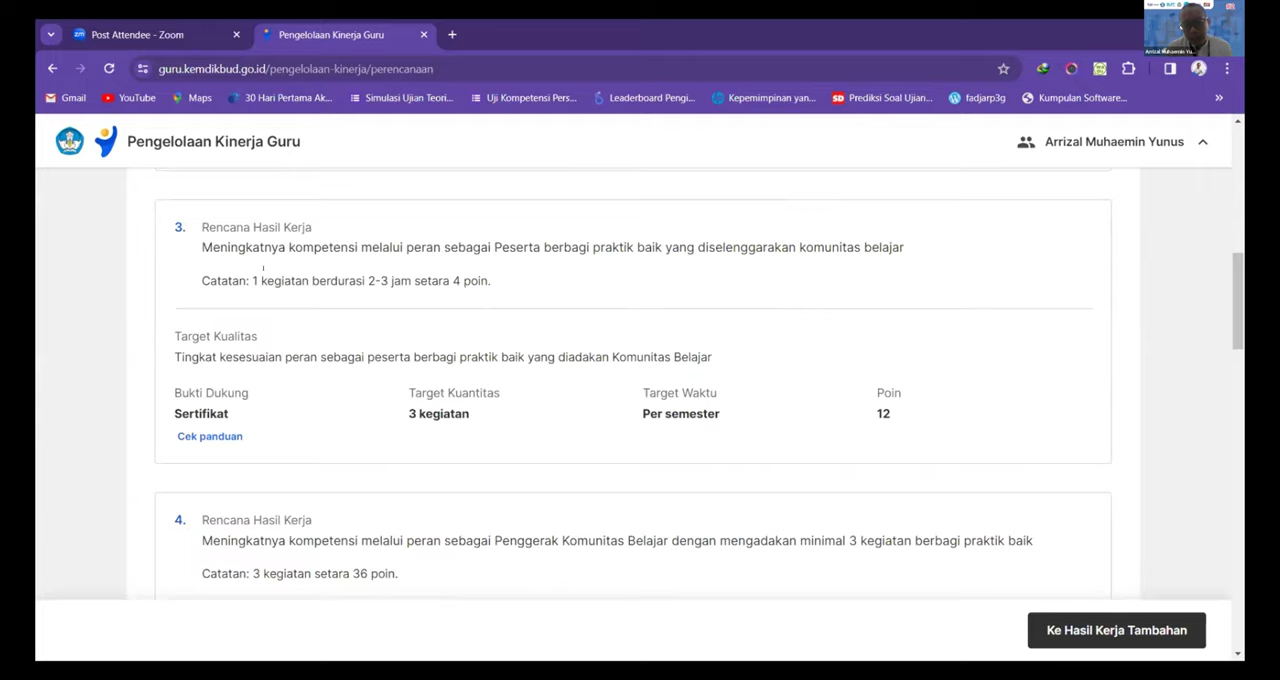 Post Attendee - Zoom
Pengelolaan Kinerja Guru
guru.kemdikbud.go.id/pengelolaan-kinerja/perencanaan
Gmail
YouTube
Maps
30 Hari Pertama Ak...
Simulasi Ujian Teori...
Uji Kompetensi Pers...
Leaderboard Pengi...
Kepemimpinan yan...
SD Prediksi Soal Ujian...
fadjarp3g
Kumpulan Software...
»
Pengelolaan Kinerja Guru
Arrizal Muhaemin Yunus
3. Rencana Hasil Kerja
Meningkatnya kompetensi melalui peran sebagai Peserta berbagi praktik baik yang diselenggarakan komunitas belajar
Catatan: 1 kegiatan berdurasi 2-3 jam setara 4 poin.
Target Kualitas
Tingkat kesesuaian peran sebagai peserta berbagi praktik baik yang diadakan Komunitas Belajar
Bukti Dukung
Sertifikat
Cek panduan
Target Kuantitas
3 kegiatan
Target Waktu
Per semester
Poin
12
4. Rencana Hasil Kerja
Meningkatnya kompetensi melalui peran sebagai Penggerak Komunitas Belajar dengan mengadakan minimal 3 kegiatan berbagi praktik baik
Catatan: 3 kegiatan setara 36 poin.
Ke Hasil Kerja Tambahan